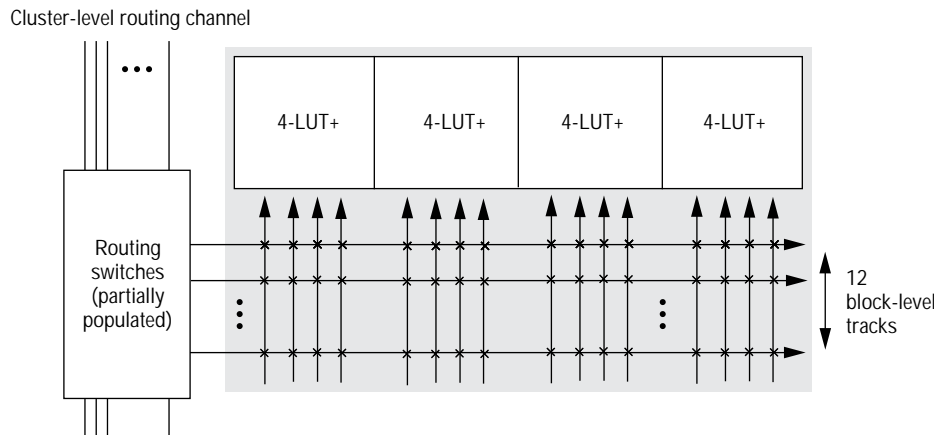 Cluster-level routing channel
4-LUT+
4-LUT+
4-LUT+
4-LUT+
Routing
switches
(partially
populated)
12
block-level
tracks